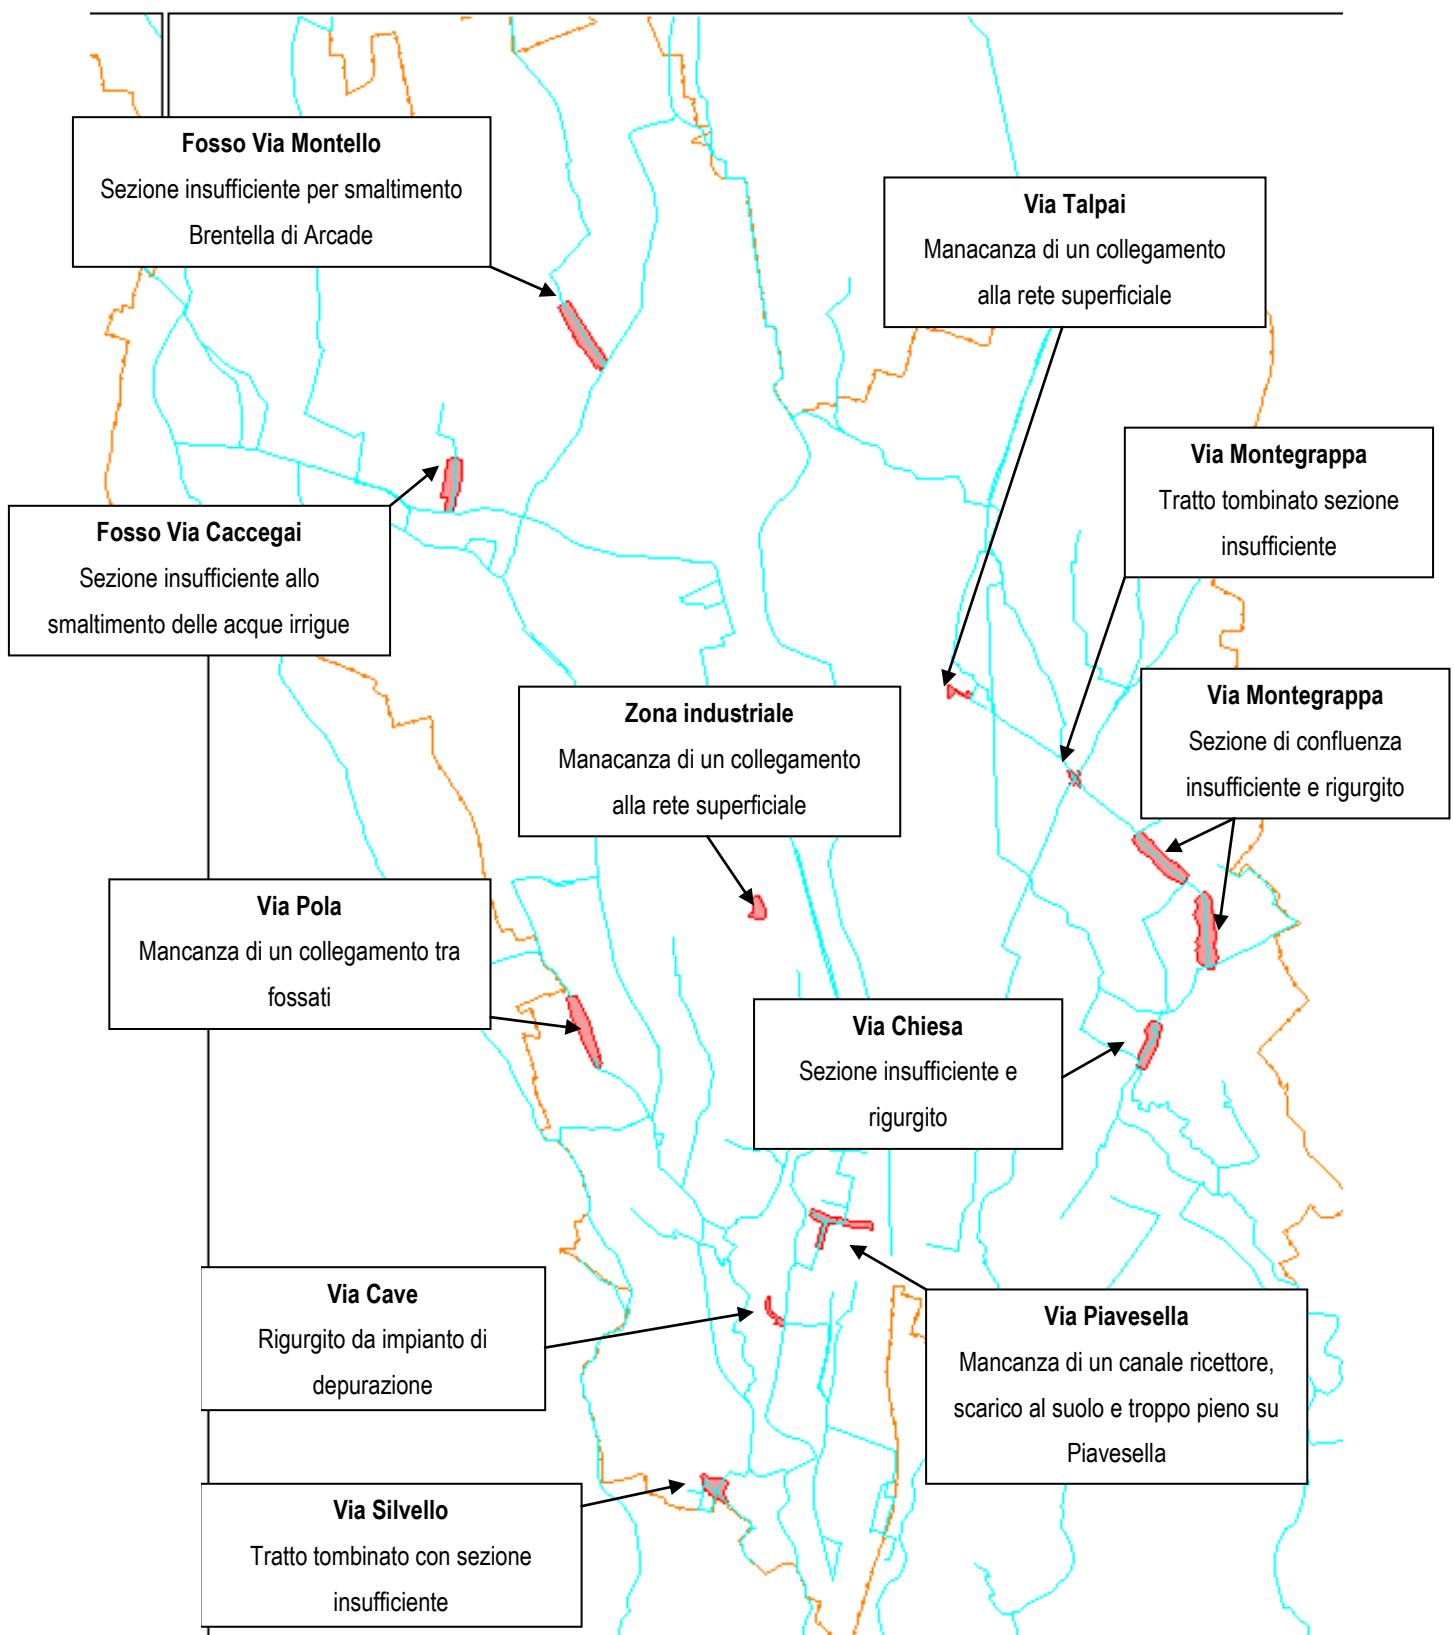 Fosso Via Montello
Sezione insufficiente per smaltimento
Brentella di Arcade
Via Talpai
Manacanza di un collegamento
alla rete superficiale
Via Montegrappa
Tratto tombinato sezione
insufficiente
Fosso Via Caccegai
Sezione insufficiente allo
smaltimento delle acque irrigue
Via Montegrappa
Sezione di confluenza
insufficiente e rigurgito
Zona industriale
Manacanza di un collegamento
alla rete superficiale
Via Pola
Mancanza di un collegamento tra
fossati
Via Chiesa
Sezione insufficiente e
rigurgito
Via Cave
Rigurgito da impianto di
depurazione
Via Piavesella
Mancanza di un canale ricettore,
scarico al suolo e troppo pieno su
Piavesella
Via Silvello
Tratto tombinato con sezione
insufficiente